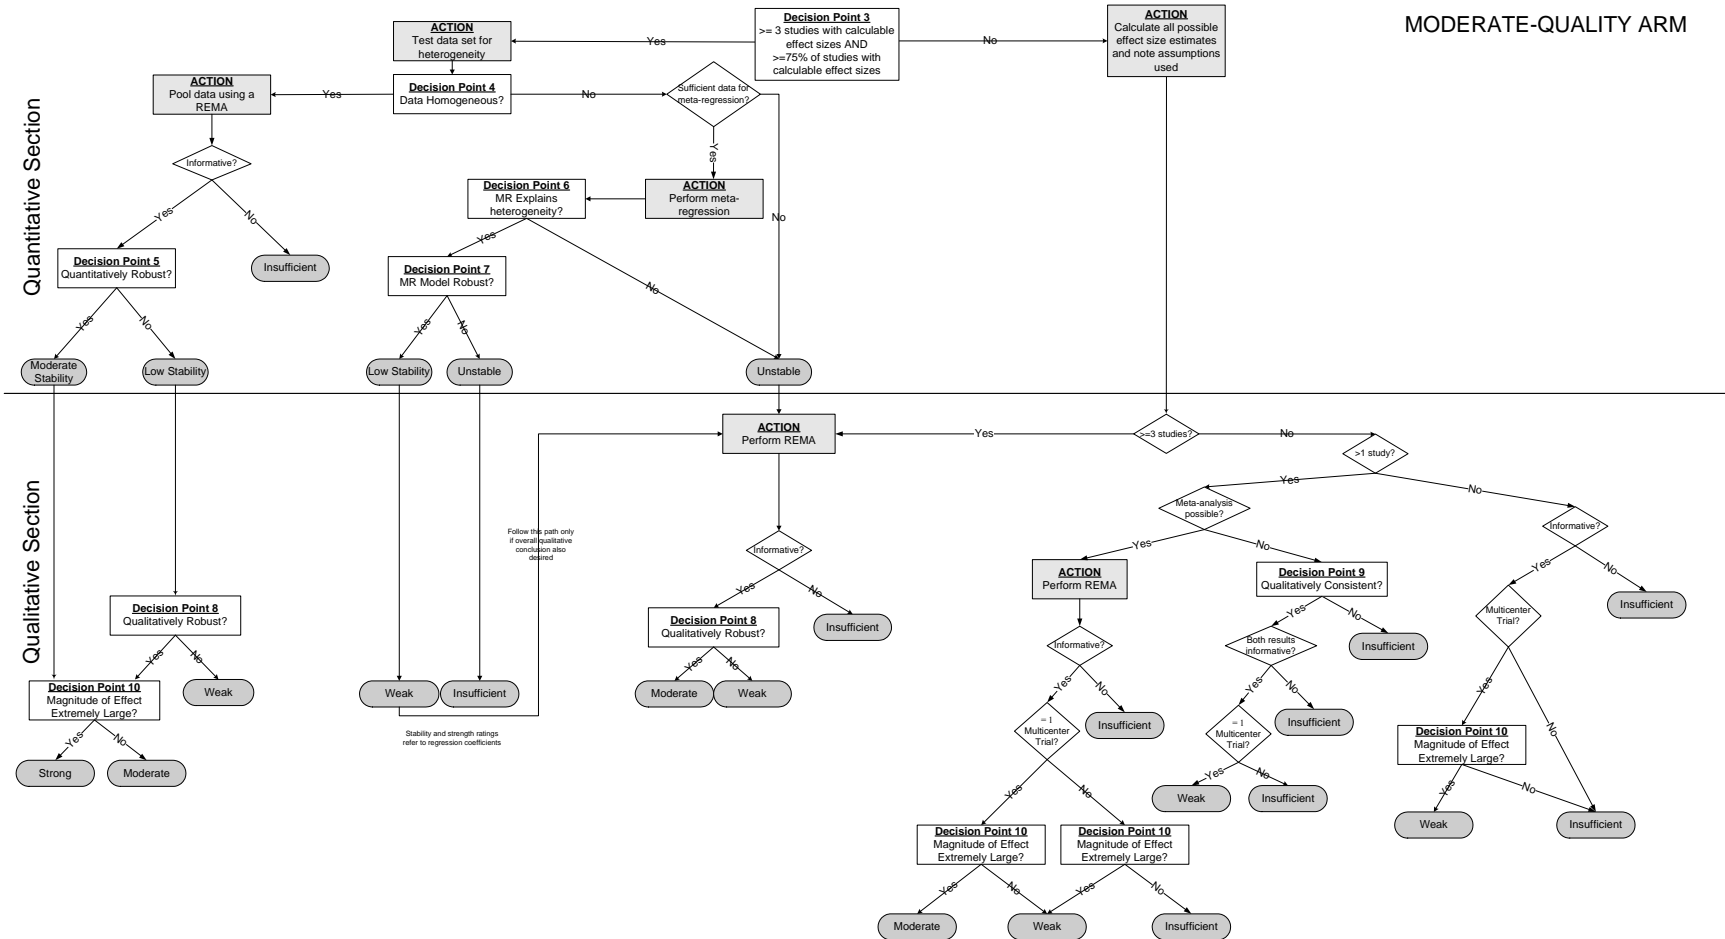 MODERATE-QUALITY ARM
Quantitative Section
ACTION
Test data set for
heterogeneity
Yes
Decision Point 3
>= 3 studies with calculable
effect sizes AND
>=75% of studies with
calculable effect sizes
No
ACTION
Calculate all possible
effect size estimates
and note assumptions
used
ACTION
Pool data using a
REMA
Yes
Decision Point 4
Data Homogeneous?
No
Sufficient data for
meta-regression?
Yes
No
Informative?
Yes
No
Decision Point 6
MR Explains
heterogeneity?
ACTION
Perform meta-
regression
Yes
No
Decision Point 5
Quantitatively Robust?
Insufficient
Decision Point 7
MR Model Robust?
Yes
No
Yes
No
Moderate
Stability
Low Stability
Low Stability
Unstable
Unstable
Qualitative Section
ACTION
Perform REMA
Yes
>=3 studies?
No
>1 study?
Yes
No
Follow this path only
if overall qualitative
conclusion also
desired
Meta-analysis
possible?
Yes
No
Informative?
Yes
No
Informative?
Yes
No
ACTION
Perform REMA
Decision Point 9
Qualitatively Consistent?
Yes
No
Decision Point 8
Qualitatively Robust?
Yes
No
Decision Point 8
Qualitatively Robust?
Yes
No
Insufficient
Insufficient
Multicenter
Trial?
Yes
No
Informative?
Yes
No
Both results
informative?
Yes
No
Insufficient
Decision Point 10
Magnitude of Effect
Extremely Large?
Yes
No
Weak
Weak
Insufficient
Moderate
Weak
Stability and strength ratings
refer to regression coefficients
= 1
Multicenter
Trial?
Yes
No
Insufficient
= 1
Multicenter
Trial?
Yes
No
Insufficient
Decision Point 10
Magnitude of Effect
Extremely Large?
Yes
No
Strong
Moderate
Weak
Insufficient
Weak
Insufficient
Decision Point 10
Magnitude of Effect
Extremely Large?
Yes
No
Decision Point 10
Magnitude of Effect
Extremely Large?
Yes
No
Moderate
Weak
Insufficient